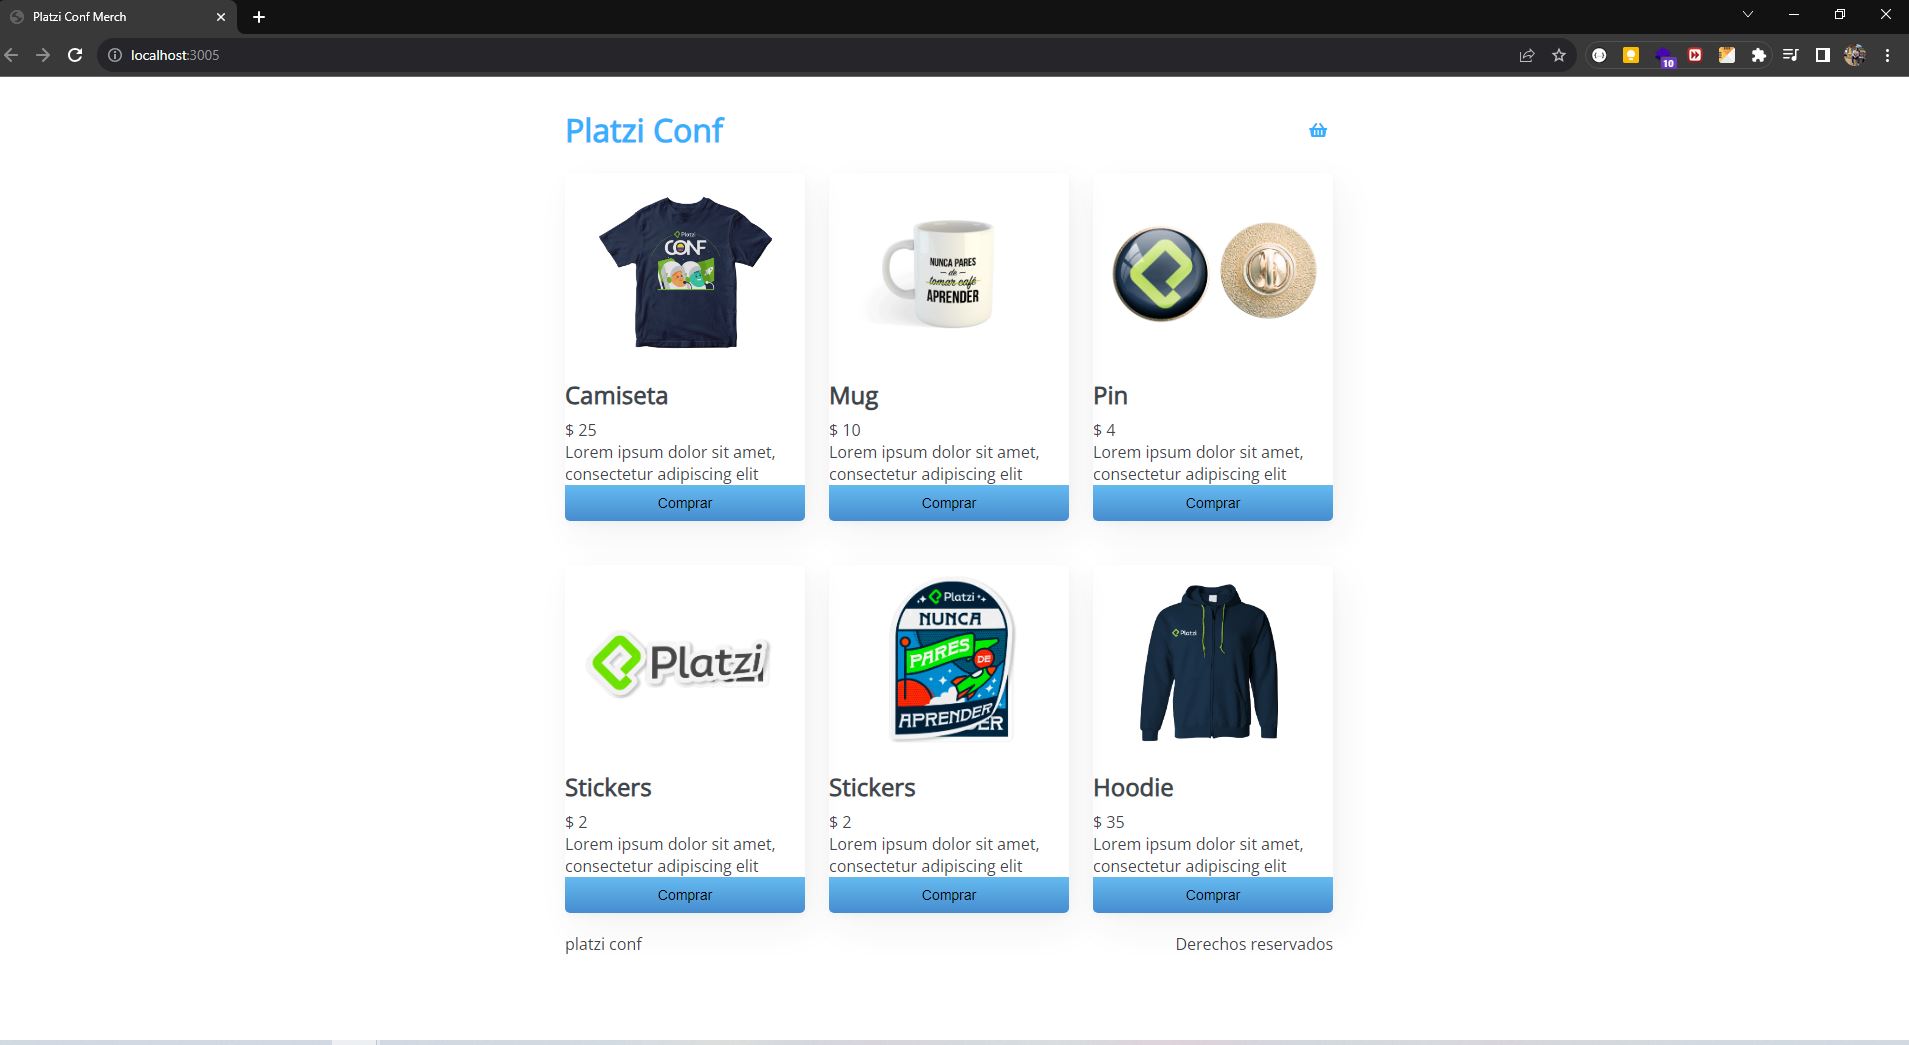 Platzi Conf Merch
localhost:3005
10
Platzi Conf
Platzi
CONF
NUNCA PARES
de
tomar café
APRENDER
Camiseta
Mug
Pin
$ 25
$ 10
$ 4
Lorem ipsum dolor sit amet,
consectetur adipiscing elit
Lorem ipsum dolor sit amet,
consectetur adipiscing elit
Lorem ipsum dolor sit amet,
consectetur adipiscing elit
Comprar
Comprar
Comprar
Platzi
Platzi
NUNCA
PARES
DE
APRENDER
Platzi
Stickers
Stickers
Hoodie
$ 2
$ 2
$ 35
Lorem ipsum dolor sit amet,
consectetur adipiscing elit
Lorem ipsum dolor sit amet,
consectetur adipiscing elit
Lorem ipsum dolor sit amet,
consectetur adipiscing elit
Comprar
Comprar
Comprar
platzi conf
Derechos reservados